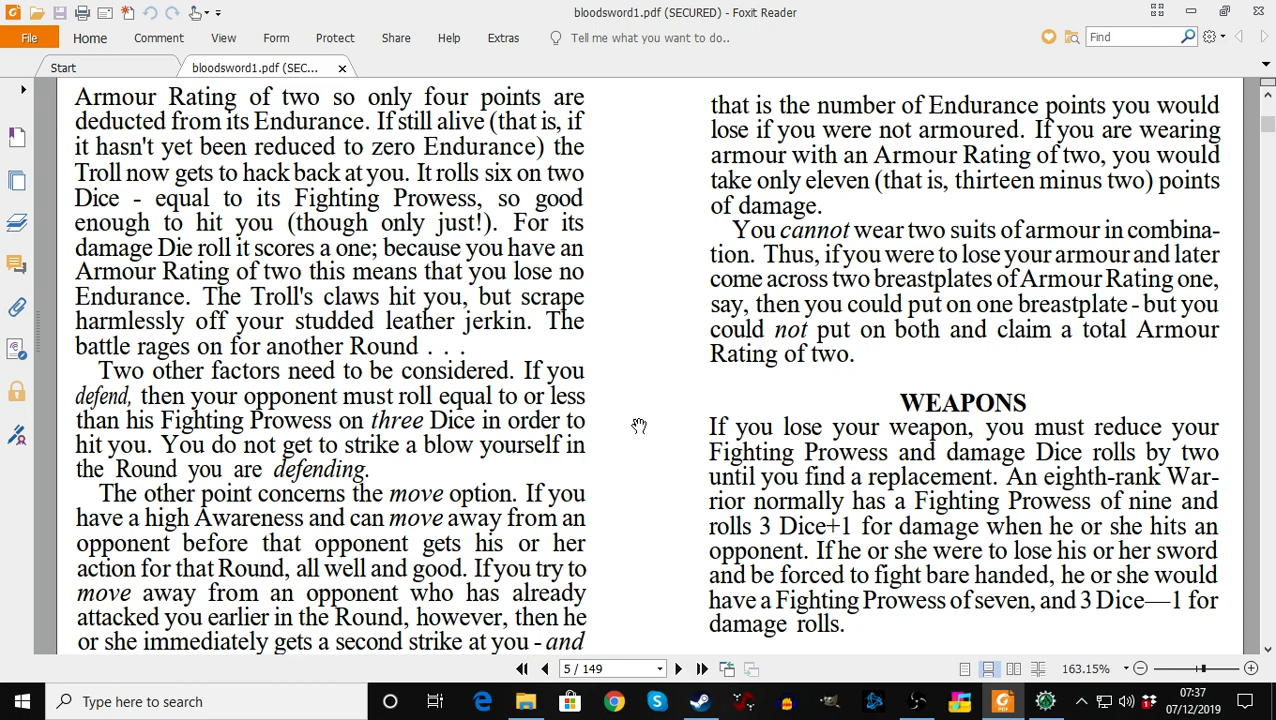 bloodsword1.pdf (SECURED) - Foxit Reader
File Home Comment View Form Protect Share Help Extras Tell me what you want to do.. Find
Start bloodsword1.pdf (SEC...
Armour Rating of two so only four points are
deducted from its Endurance. If still alive (that is, if
it hasn't yet been reduced to zero Endurance) the
Troll now gets to hack back at you. It rolls six on two
Dice - equal to its Fighting Prowess, so good
enough to hit you (though only just!). For its
damage Die roll it scores a one; because you have an
Armour Rating of two this means that you lose no
Endurance. The Troll's claws hit you, but scrape
harmlessly off your studded leather jerkin. The
battle rages on for another Round . . .
Two other factors need to be considered. If you
defend, then your opponent must roll equal to or less
than his Fighting Prowess on three Dice in order to
hit you. You do not get to strike a blow yourself in
the Round you are defending.
The other point concerns the move option. If you
have a high Awareness and can move away from an
opponent before that opponent gets his or her
action for that Round, all well and good. If you try to
move away from an opponent who has already
attacked you earlier in the Round, however, then he
or she immediately gets a second strike at you - and
that is the number of Endurance points you would
lose if you were not armoured. If you are wearing
armour with an Armour Rating of two, you would
take only eleven (that is, thirteen minus two) points
of damage.
You cannot wear two suits of armour in combina-
tion. Thus, if you were to lose your armour and later
come across two breastplates of Armour Rating one,
say, then you could put on one breastplate - but you
could not put on both and claim a total Armour
Rating of two.
WEAPONS
If you lose your weapon, you must reduce your
Fighting Prowess and damage Dice rolls by two
until you find a replacement. An eighth-rank War-
rior normally has a Fighting Prowess of nine and
rolls 3 Dice+1 for damage when he or she hits an
opponent. If he or she were to lose his or her sword
and be forced to fight bare handed, he or she would
have a Fighting Prowess of seven, and 3 Dice—1 for
damage rolls.
5 / 149 163.15%
Type here to search 07:37
07/12/2019